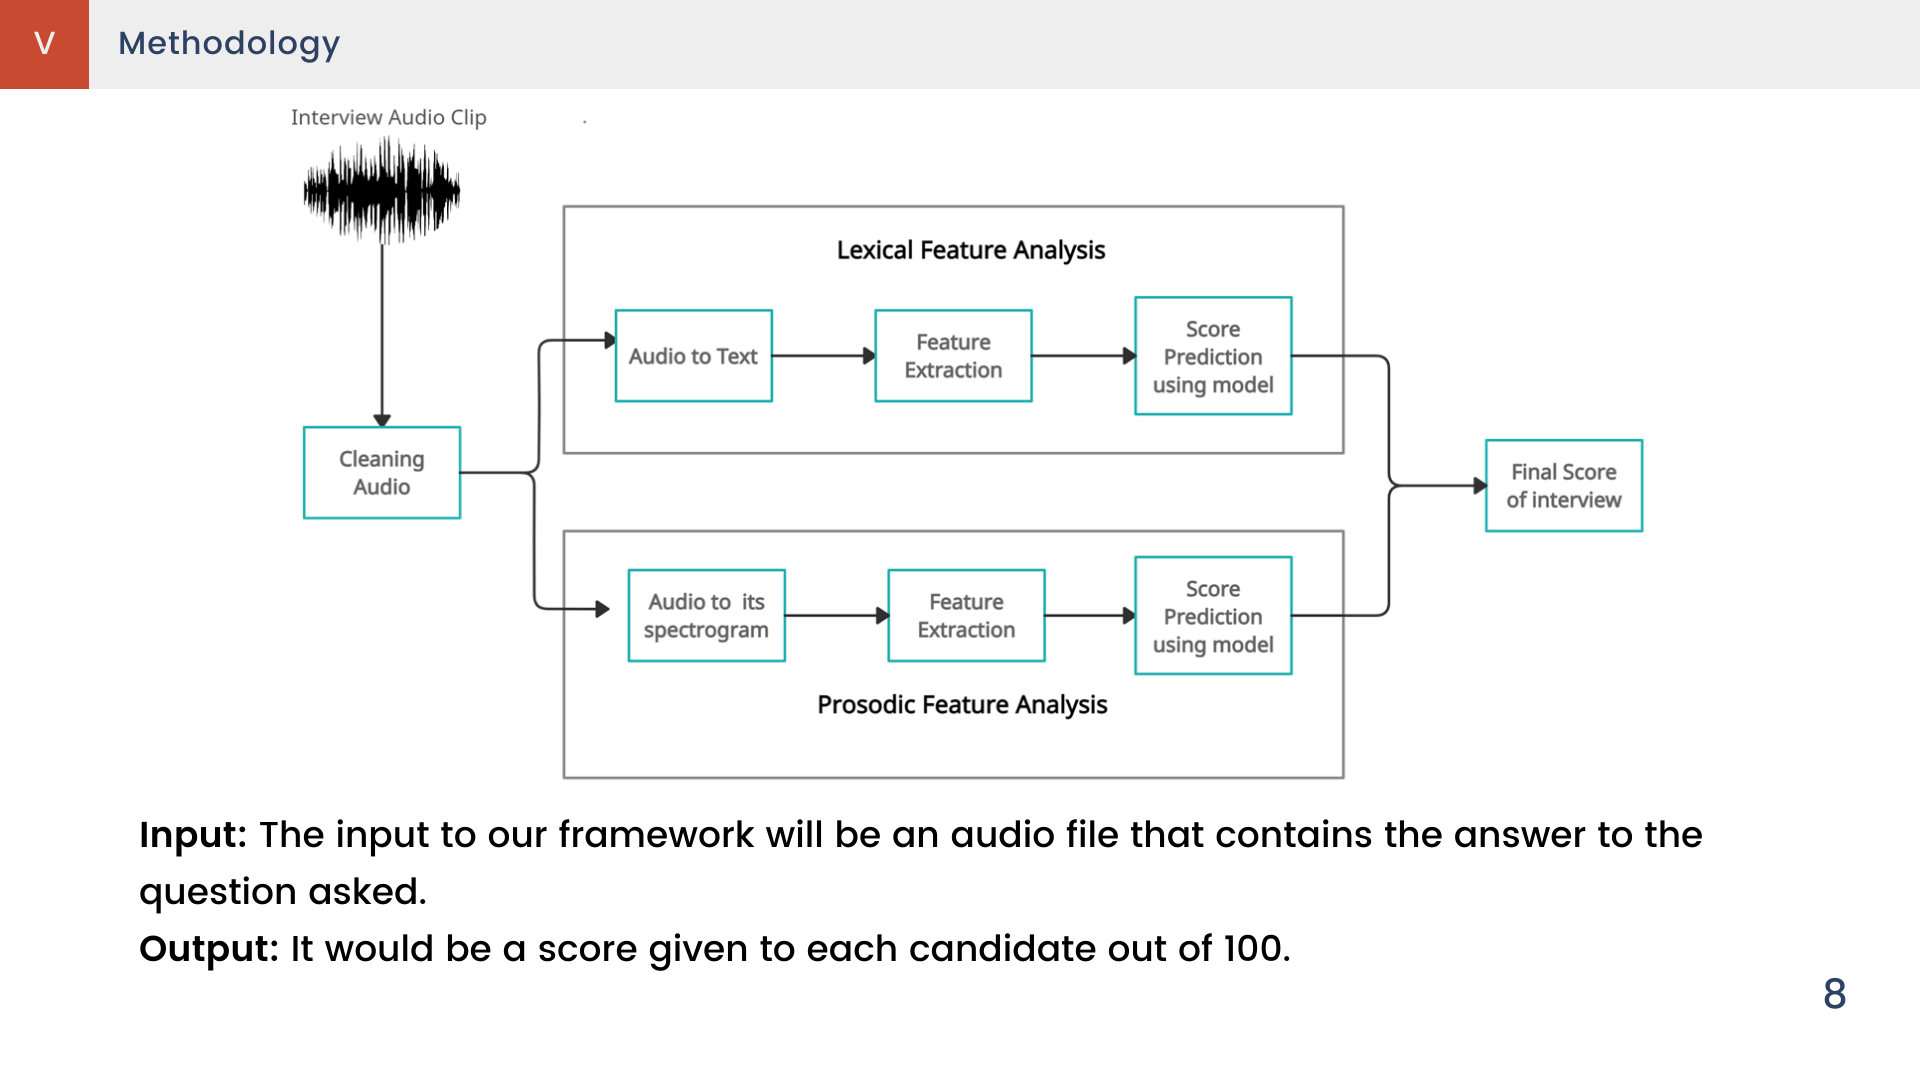 V
Methodology
Interview Audio Clip
.
Lexical Feature Analysis
Audio to Text
Feature
Extraction
Score
Prediction
using model
Cleaning
Audio
Final Score
of interview
Audio to  its
spectrogram
Feature
Extraction
Score
Prediction
using model
Prosodic Feature Analysis
Input: The input to our framework will be an audio file that contains the answer to the
question asked.
Output: It would be a score given to each candidate out of 100.
8